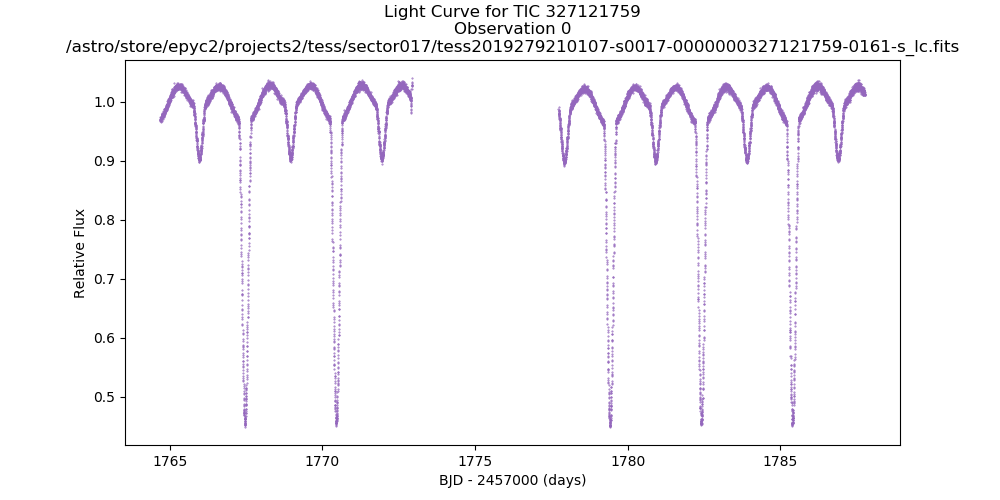 Light Curve for TIC 327121759
Observation 0
/astro/store/epyc2/projects2/tess/sector017/tess2019279210107-s0017-0000000327121759-0161-s_lc.fits
1.0
0.9
0.8
0.7
0.6
0.5
Relative Flux
1765
1770
1775
1780
1785
BJD - 2457000 (days)